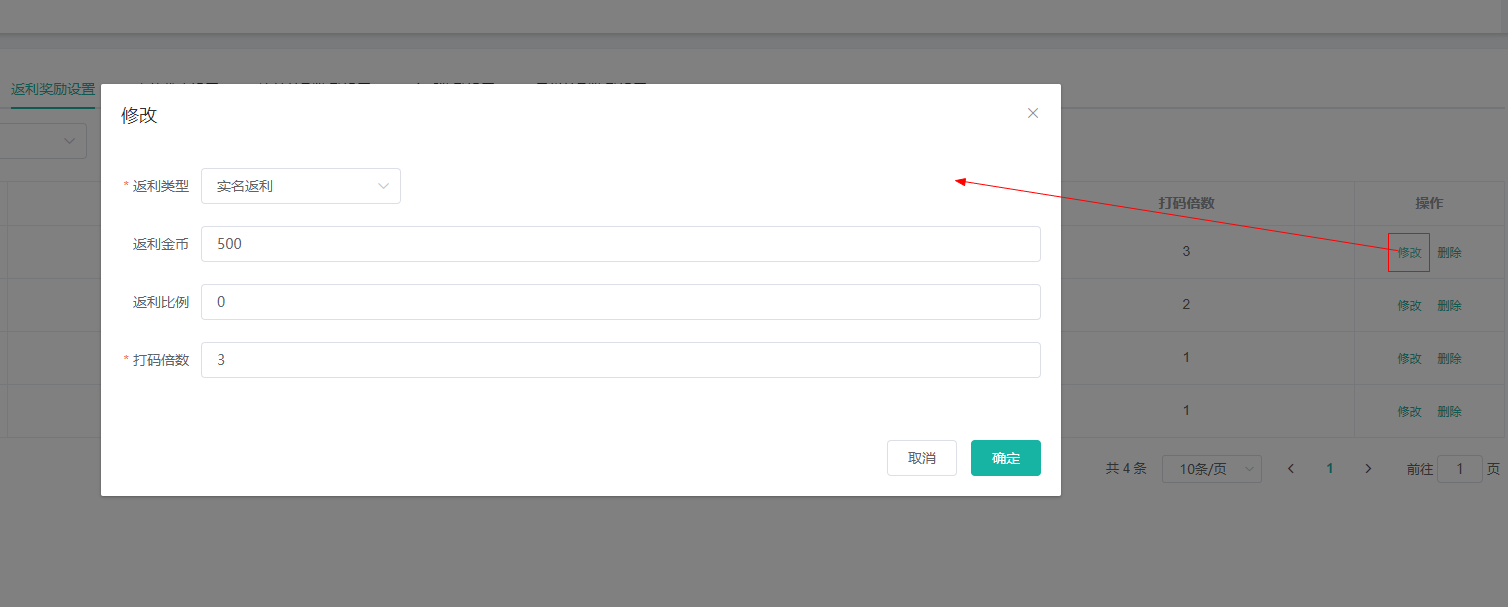 返利奖励设置
修改
* 返利类型 实名返利
返利金币 500
返利比例 0
* 打码倍数 3
取消 确定
打码倍数 操作
3 修改 删除
2 修改 删除
1 修改 删除
1 修改 删除
共 4 条 10条/页 1 前往 1 页